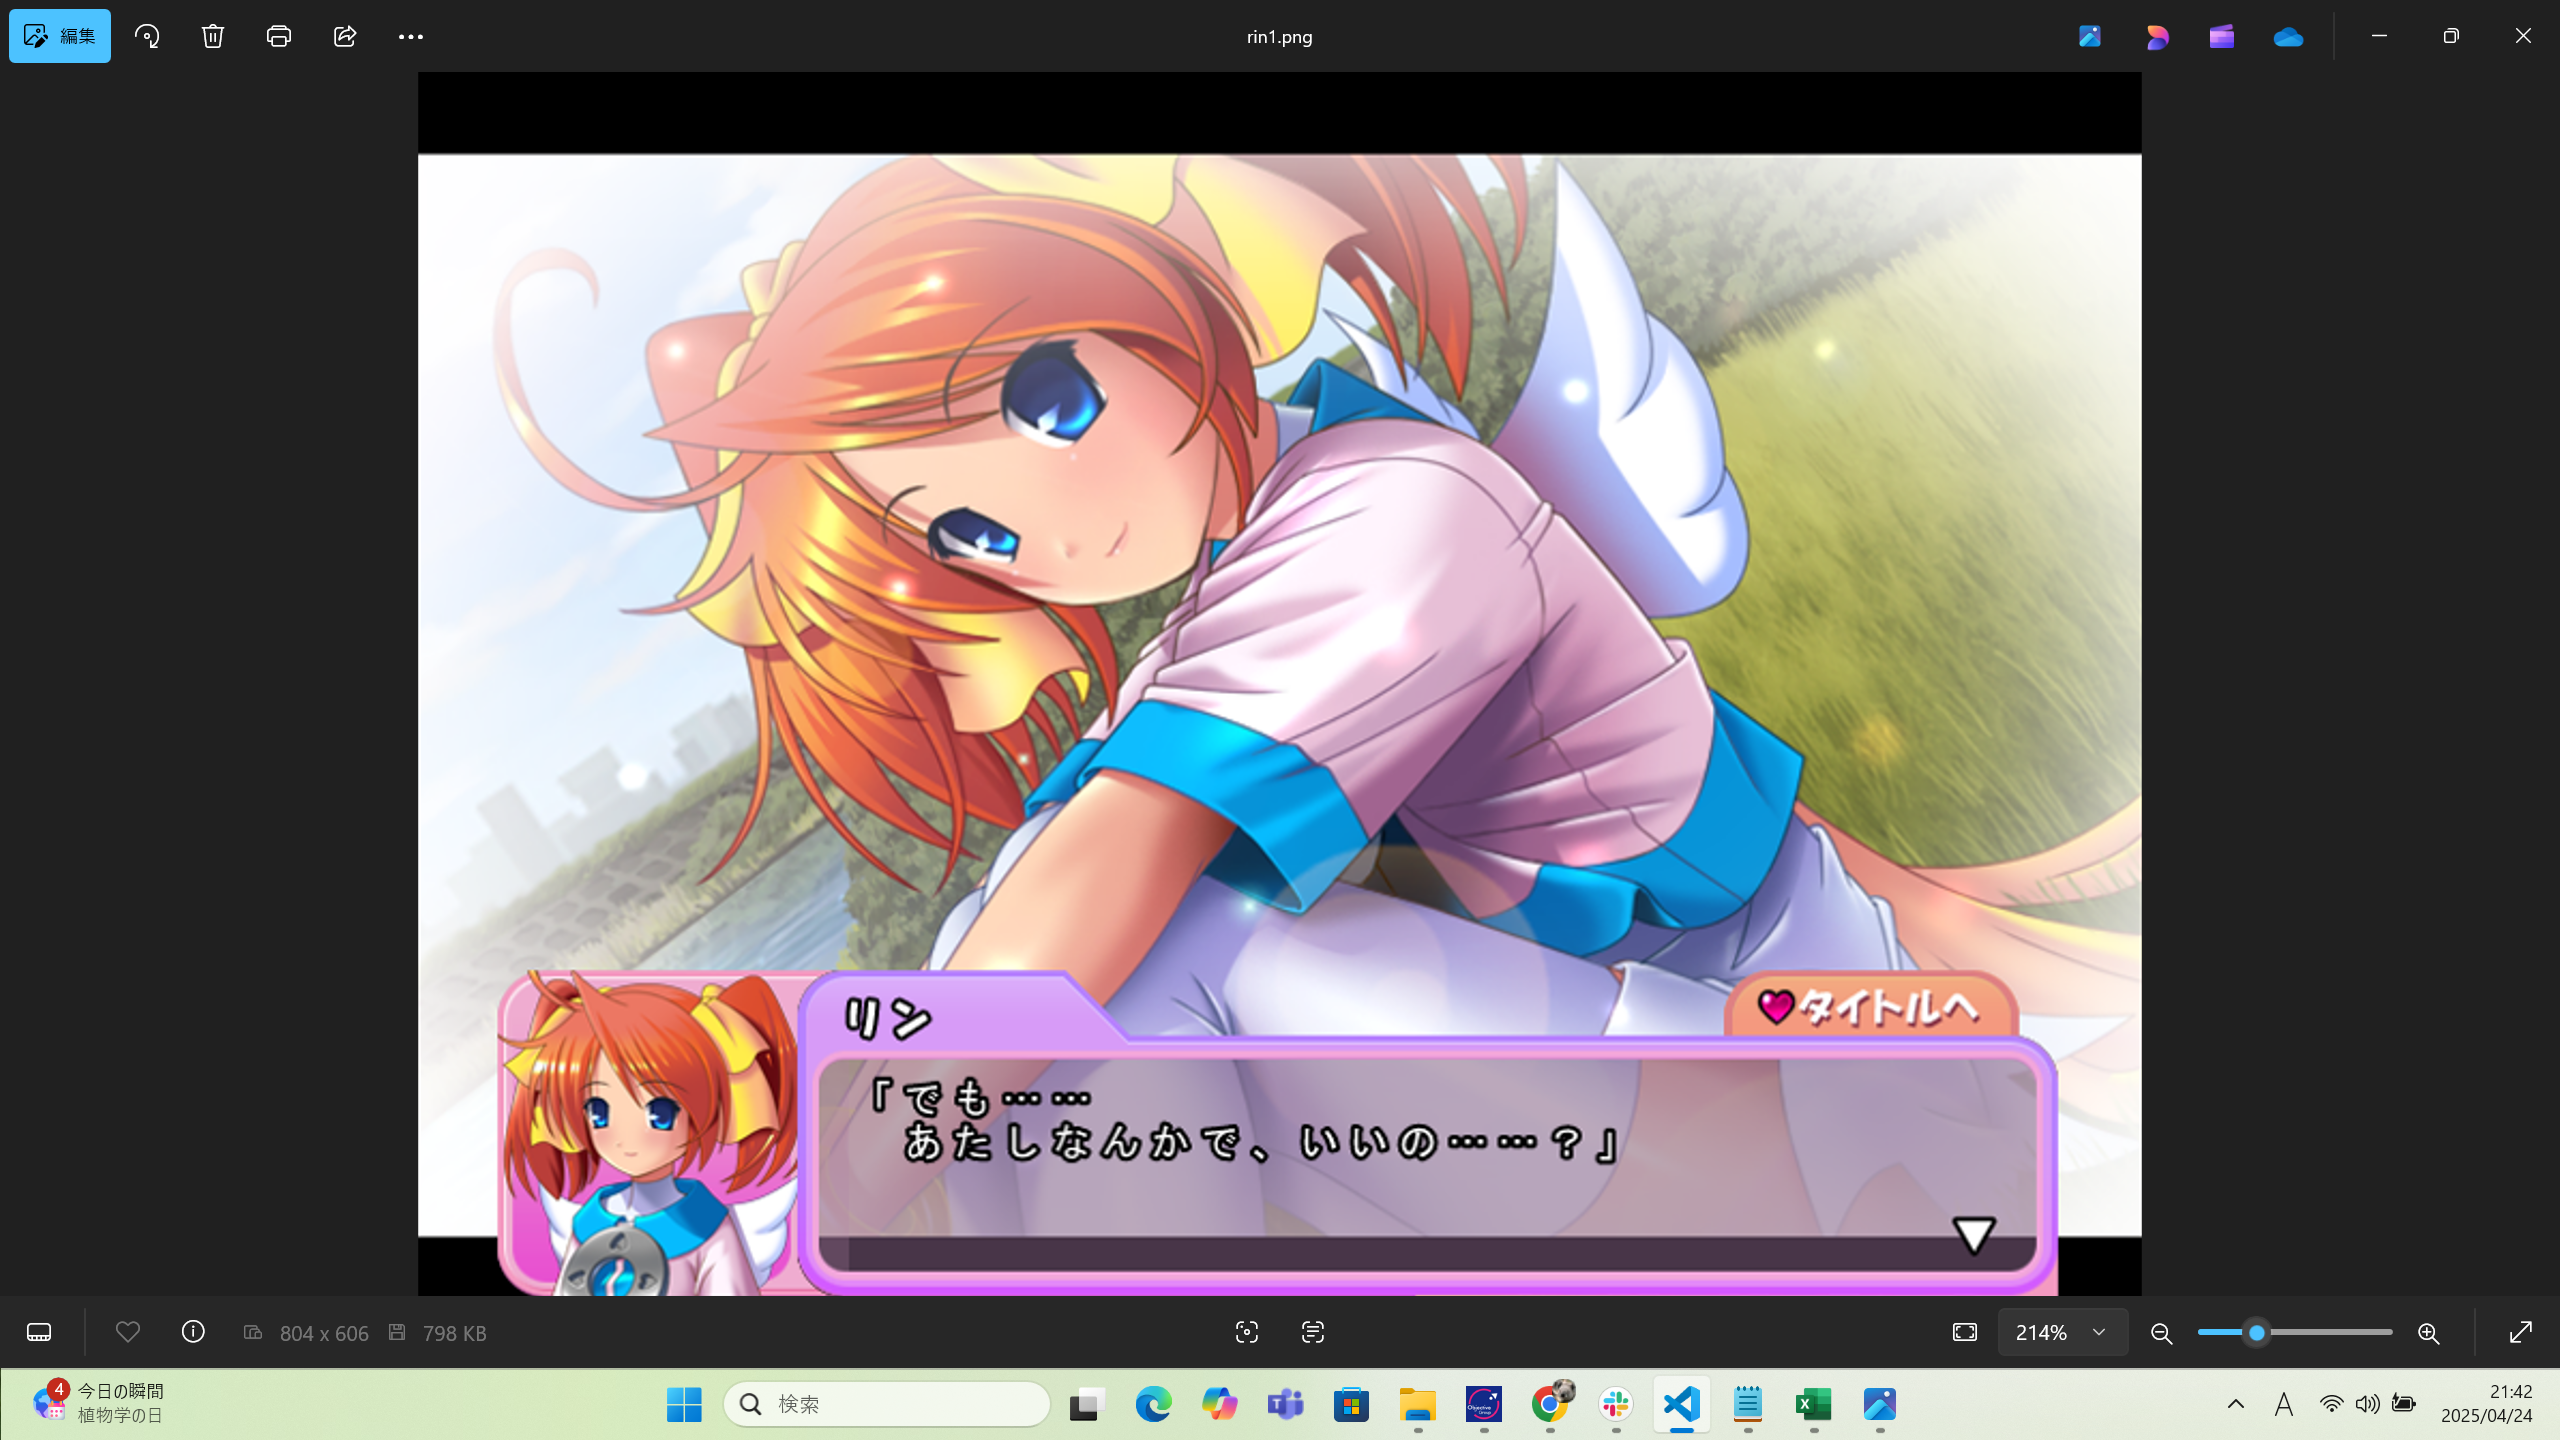 編集
rin1.png
リン
タイトルへ
「でも……
あたしなんかで、いいの……？」
804 x 606
798 KB
214%
4
今日の瞬間
植物学の日
検索
Objective Group
A
21:42
2025/04/24